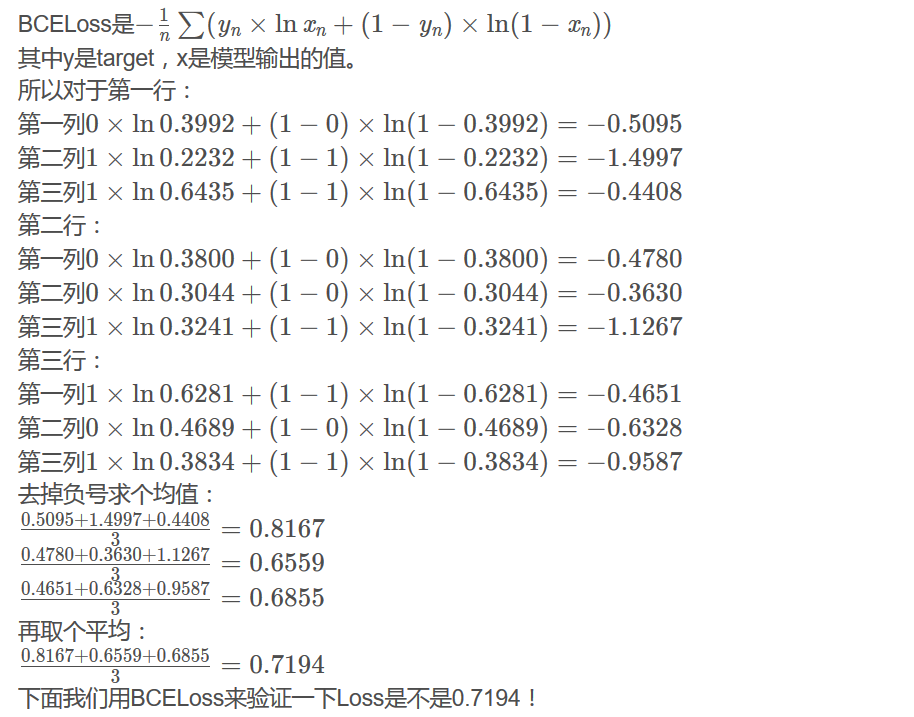 BCELoss是$-\frac{1}{n}\sum(y_n \times \ln x_n + (1 - y_n) \times \ln(1 - x_n))$
其中y是target，x是模型输出的值。
所以对于第一行：
第一列$0 \times \ln 0.3992 + (1 - 0) \times \ln(1 - 0.3992) = -0.5095$
第二列$1 \times \ln 0.2232 + (1 - 1) \times \ln(1 - 0.2232) = -1.4997$
第三列$1 \times \ln 0.6435 + (1 - 1) \times \ln(1 - 0.6435) = -0.4408$
第二行：
第一列$0 \times \ln 0.3800 + (1 - 0) \times \ln(1 - 0.3800) = -0.4780$
第二列$0 \times \ln 0.3044 + (1 - 0) \times \ln(1 - 0.3044) = -0.3630$
第三列$1 \times \ln 0.3241 + (1 - 1) \times \ln(1 - 0.3241) = -1.1267$
第三行：
第一列$1 \times \ln 0.6281 + (1 - 1) \times \ln(1 - 0.6281) = -0.4651$
第二列$0 \times \ln 0.4689 + (1 - 0) \times \ln(1 - 0.4689) = -0.6328$
第三列$1 \times \ln 0.3834 + (1 - 1) \times \ln(1 - 0.3834) = -0.9587$
去掉负号求个均值：
$\frac{0.5095+1.4997+0.4408}{3} = 0.8167$
$\frac{0.4780+0.3630+1.1267}{3} = 0.6559$
$\frac{0.4651+0.6328+0.9587}{3} = 0.6855$
再取个平均：
$\frac{0.8167+0.6559+0.6855}{3} = 0.7194$
下面我们用BCELoss来验证一下Loss是不是0.7194！